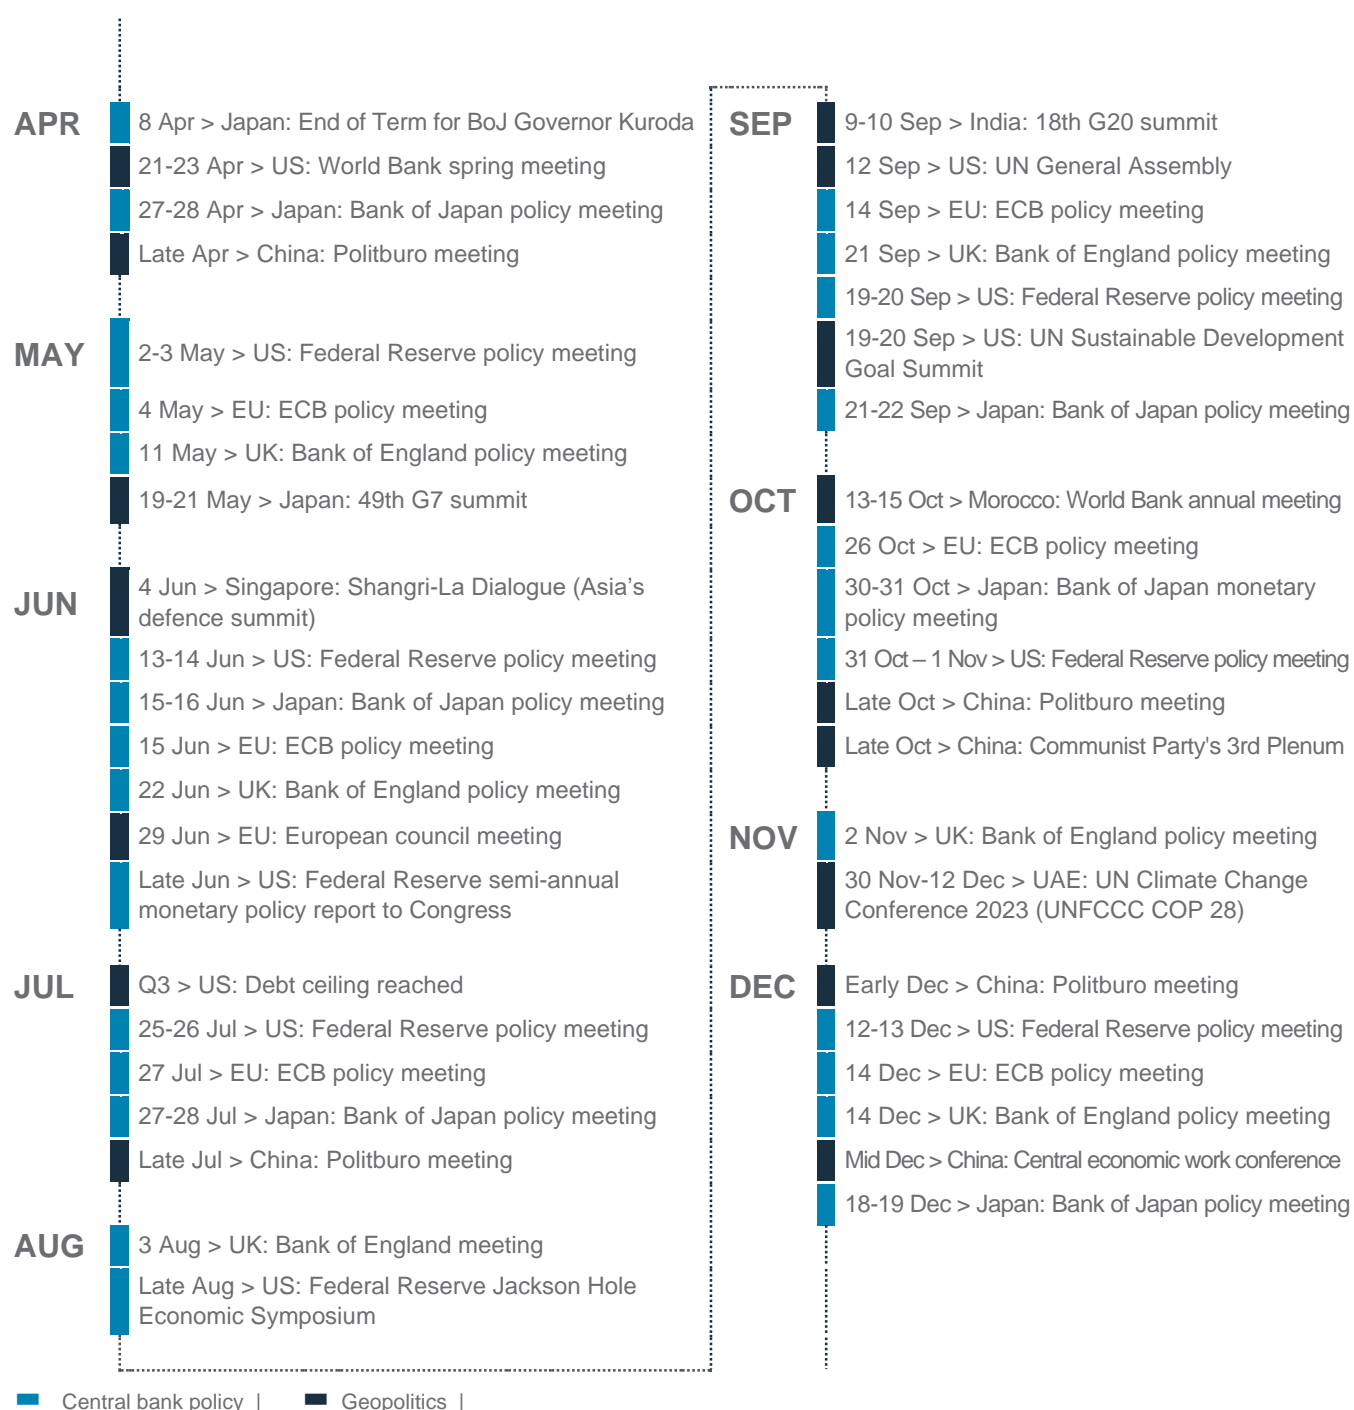 APR
8 Apr > Japan: End of Term for BoJ Governor Kuroda
21-23 Apr > US: World Bank spring meeting
27-28 Apr > Japan: Bank of Japan policy meeting
Late Apr > China: Politburo meeting
MAY
2-3 May > US: Federal Reserve policy meeting
4 May > EU: ECB policy meeting
11 May > UK: Bank of England policy meeting
19-21 May > Japan: 49th G7 summit
JUN
4 Jun > Singapore: Shangri-La Dialogue (Asia’s
defence summit)
13-14 Jun > US: Federal Reserve policy meeting
15-16 Jun > Japan: Bank of Japan policy meeting
15 Jun > EU: ECB policy meeting
22 Jun > UK: Bank of England policy meeting
29 Jun > EU: European council meeting
Late Jun > US: Federal Reserve semi-annual
monetary policy report to Congress
JUL
Q3 > US: Debt ceiling reached
25-26 Jul > US: Federal Reserve policy meeting
27 Jul > EU: ECB policy meeting
27-28 Jul > Japan: Bank of Japan policy meeting
Late Jul > China: Politburo meeting
AUG
3 Aug > UK: Bank of England meeting
Late Aug > US: Federal Reserve Jackson Hole
Economic Symposium
SEP
9-10 Sep > India: 18th G20 summit
12 Sep > US: UN General Assembly
14 Sep > EU: ECB policy meeting
21 Sep > UK: Bank of England policy meeting
19-20 Sep > US: Federal Reserve policy meeting
19-20 Sep > US: UN Sustainable Development
Goal Summit
21-22 Sep > Japan: Bank of Japan policy meeting
OCT
13-15 Oct > Morocco: World Bank annual meeting
26 Oct > EU: ECB policy meeting
30-31 Oct > Japan: Bank of Japan monetary
policy meeting
31 Oct – 1 Nov > US: Federal Reserve policy meeting
Late Oct > China: Politburo meeting
Late Oct > China: Communist Party's 3rd Plenum
NOV
2 Nov > UK: Bank of England policy meeting
30 Nov-12 Dec > UAE: UN Climate Change
Conference 2023 (UNFCCC COP 28)
DEC
Early Dec > China: Politburo meeting
12-13 Dec > US: Federal Reserve policy meeting
14 Dec > EU: ECB policy meeting
14 Dec > UK: Bank of England policy meeting
Mid Dec > China: Central economic work conference
18-19 Dec > Japan: Bank of Japan policy meeting
Central bank policy | Geopolitics |